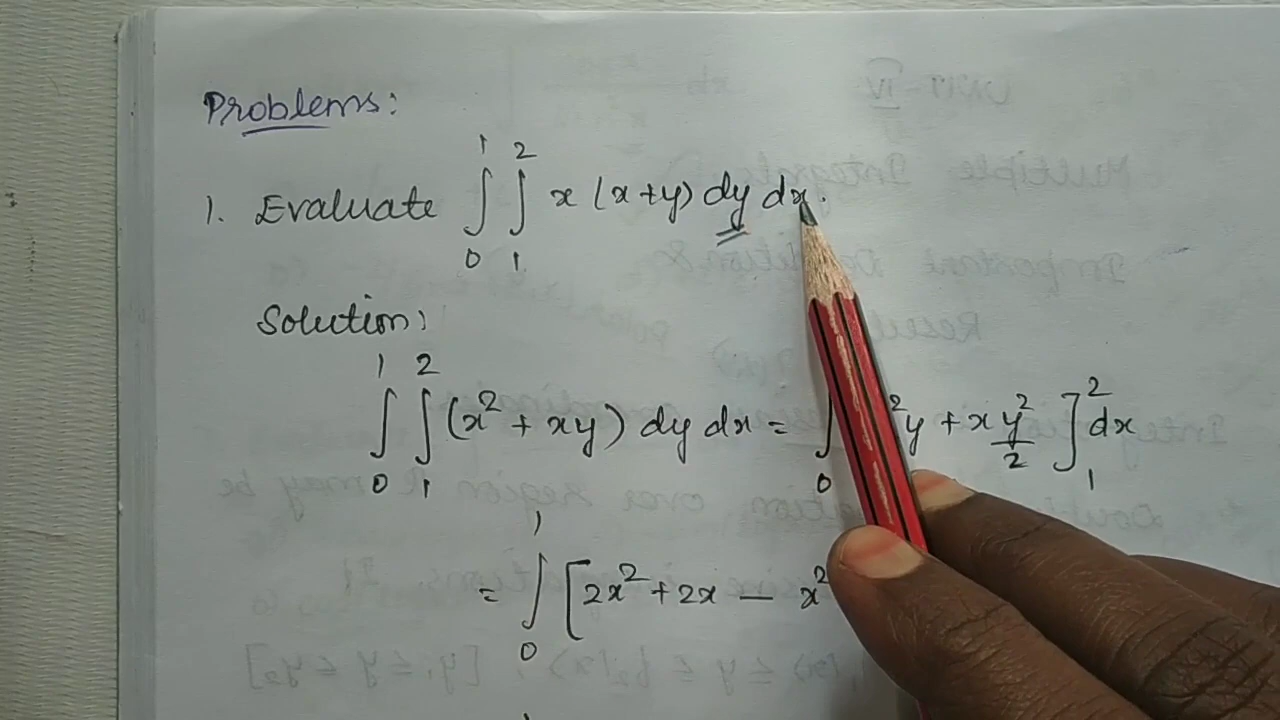 Problems:
1. Evaluate ∫₀¹ ∫₁² x (x+y) dy dx.
Solution:
∫₀¹ ∫₁² (x² + xy) dy dx = ∫₀ ²y + x y²/2 ]₁² dx
= ∫₀¹ [ 2x² + 2x − x²